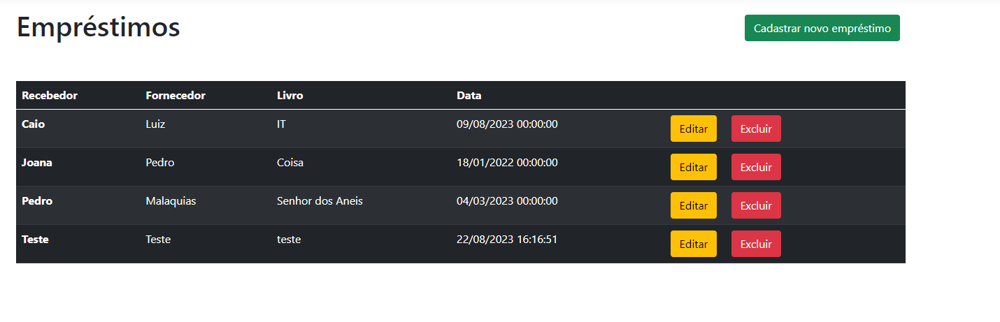 Empréstimos
Cadastrar novo empréstimo
Recebedor Fornecedor Livro Data
Caio Luiz IT 09/08/2023 00:00:00 Editar Excluir
Joana Pedro Coisa 18/01/2022 00:00:00 Editar Excluir
Pedro Malaquias Senhor dos Aneis 04/03/2023 00:00:00 Editar Excluir
Teste Teste teste 22/08/2023 16:16:51 Editar Excluir